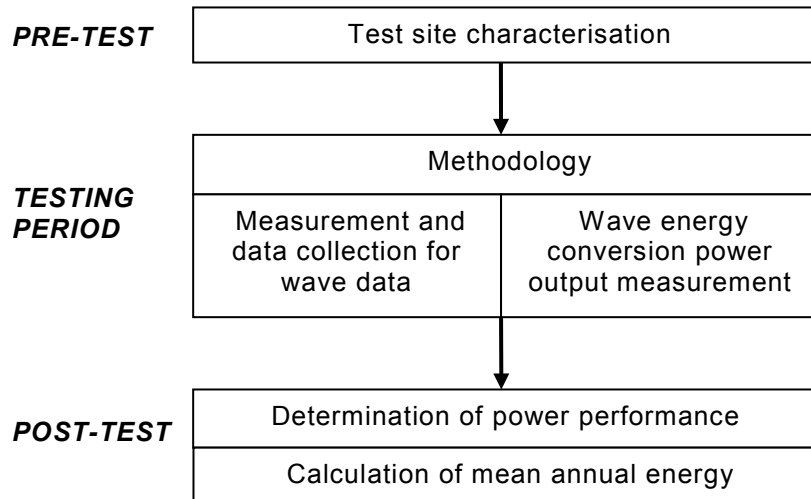 PRE-TEST
Test site characterisation
TESTING
PERIOD
Methodology
Measurement and
data collection for
wave data
Wave energy
conversion power
output measurement
POST-TEST
Determination of power performance
Calculation of mean annual energy